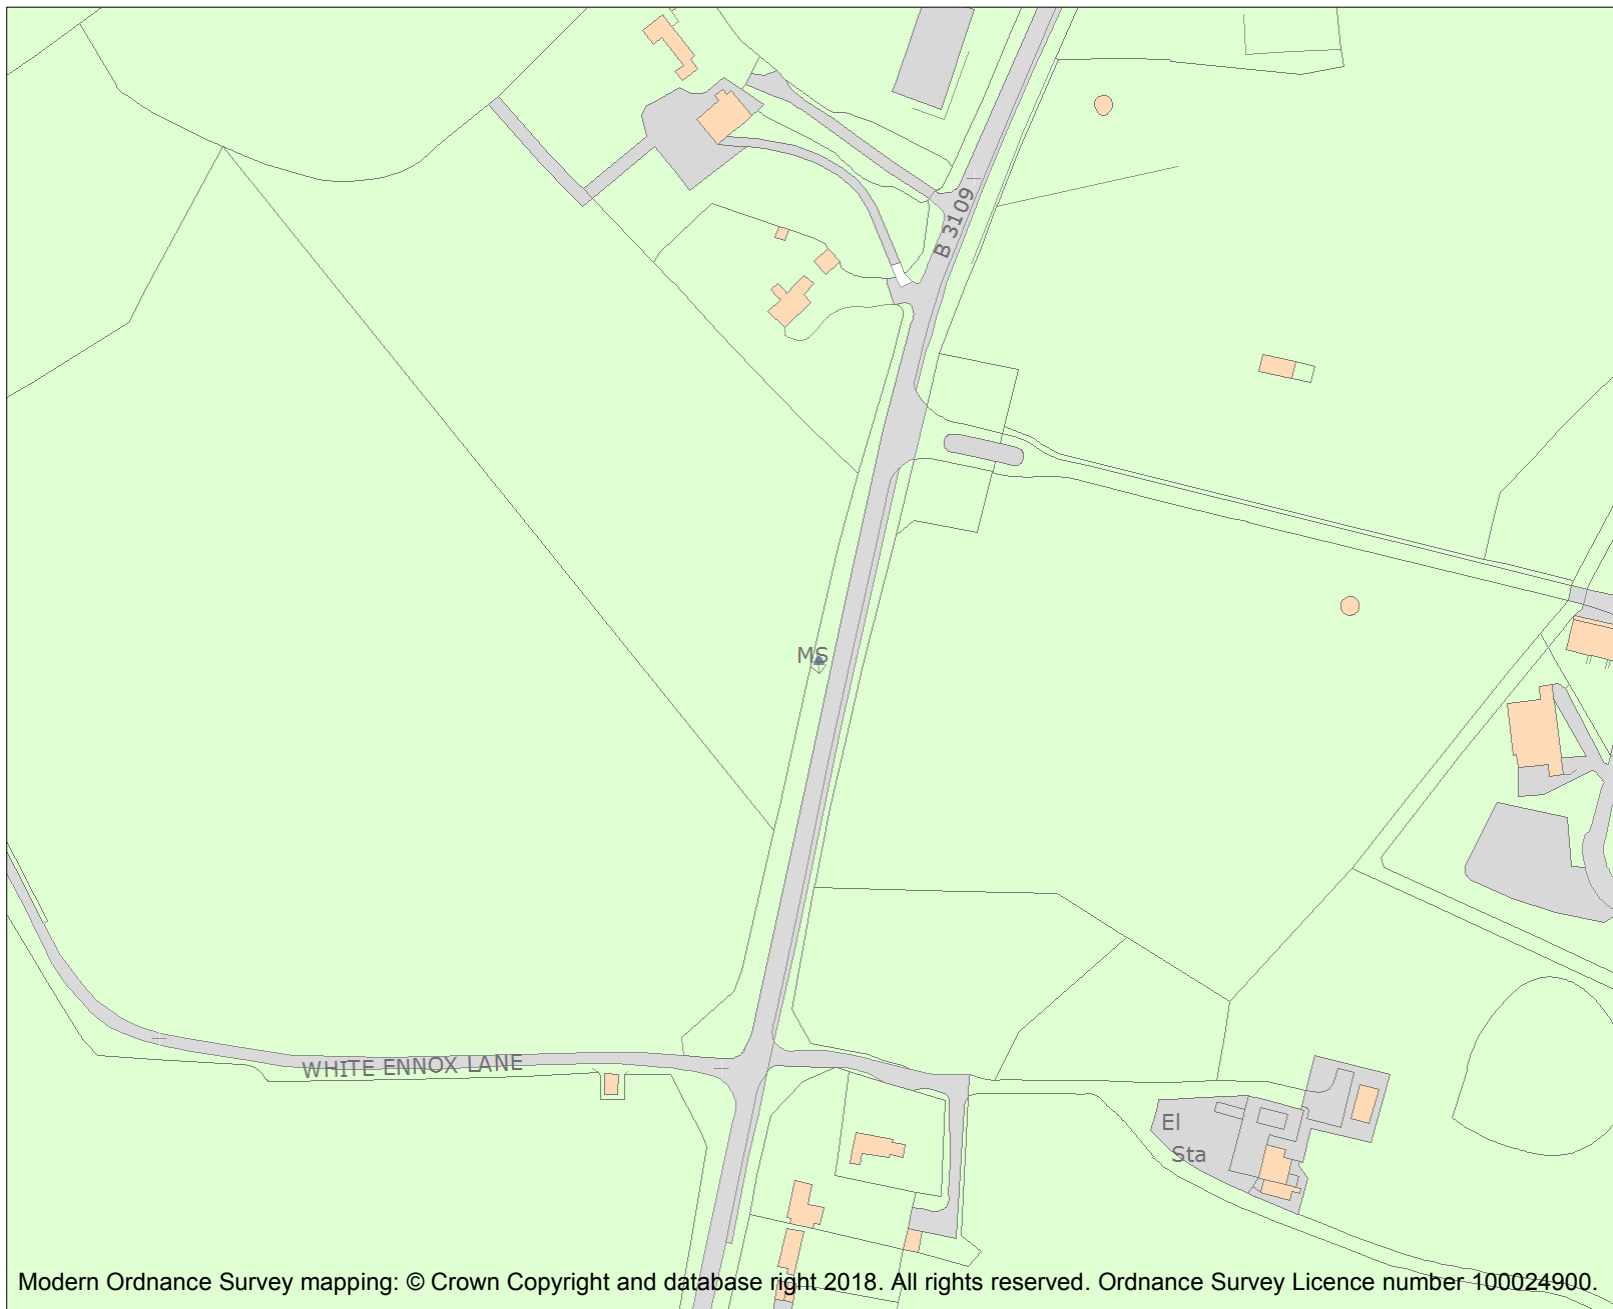 B 3109
MS
WHITE ENNOX LANE
El
Sta
Modern Ordnance Survey mapping: © Crown Copyright and database right 2018. All rights reserved. Ordnance Survey Licence number 100024900.